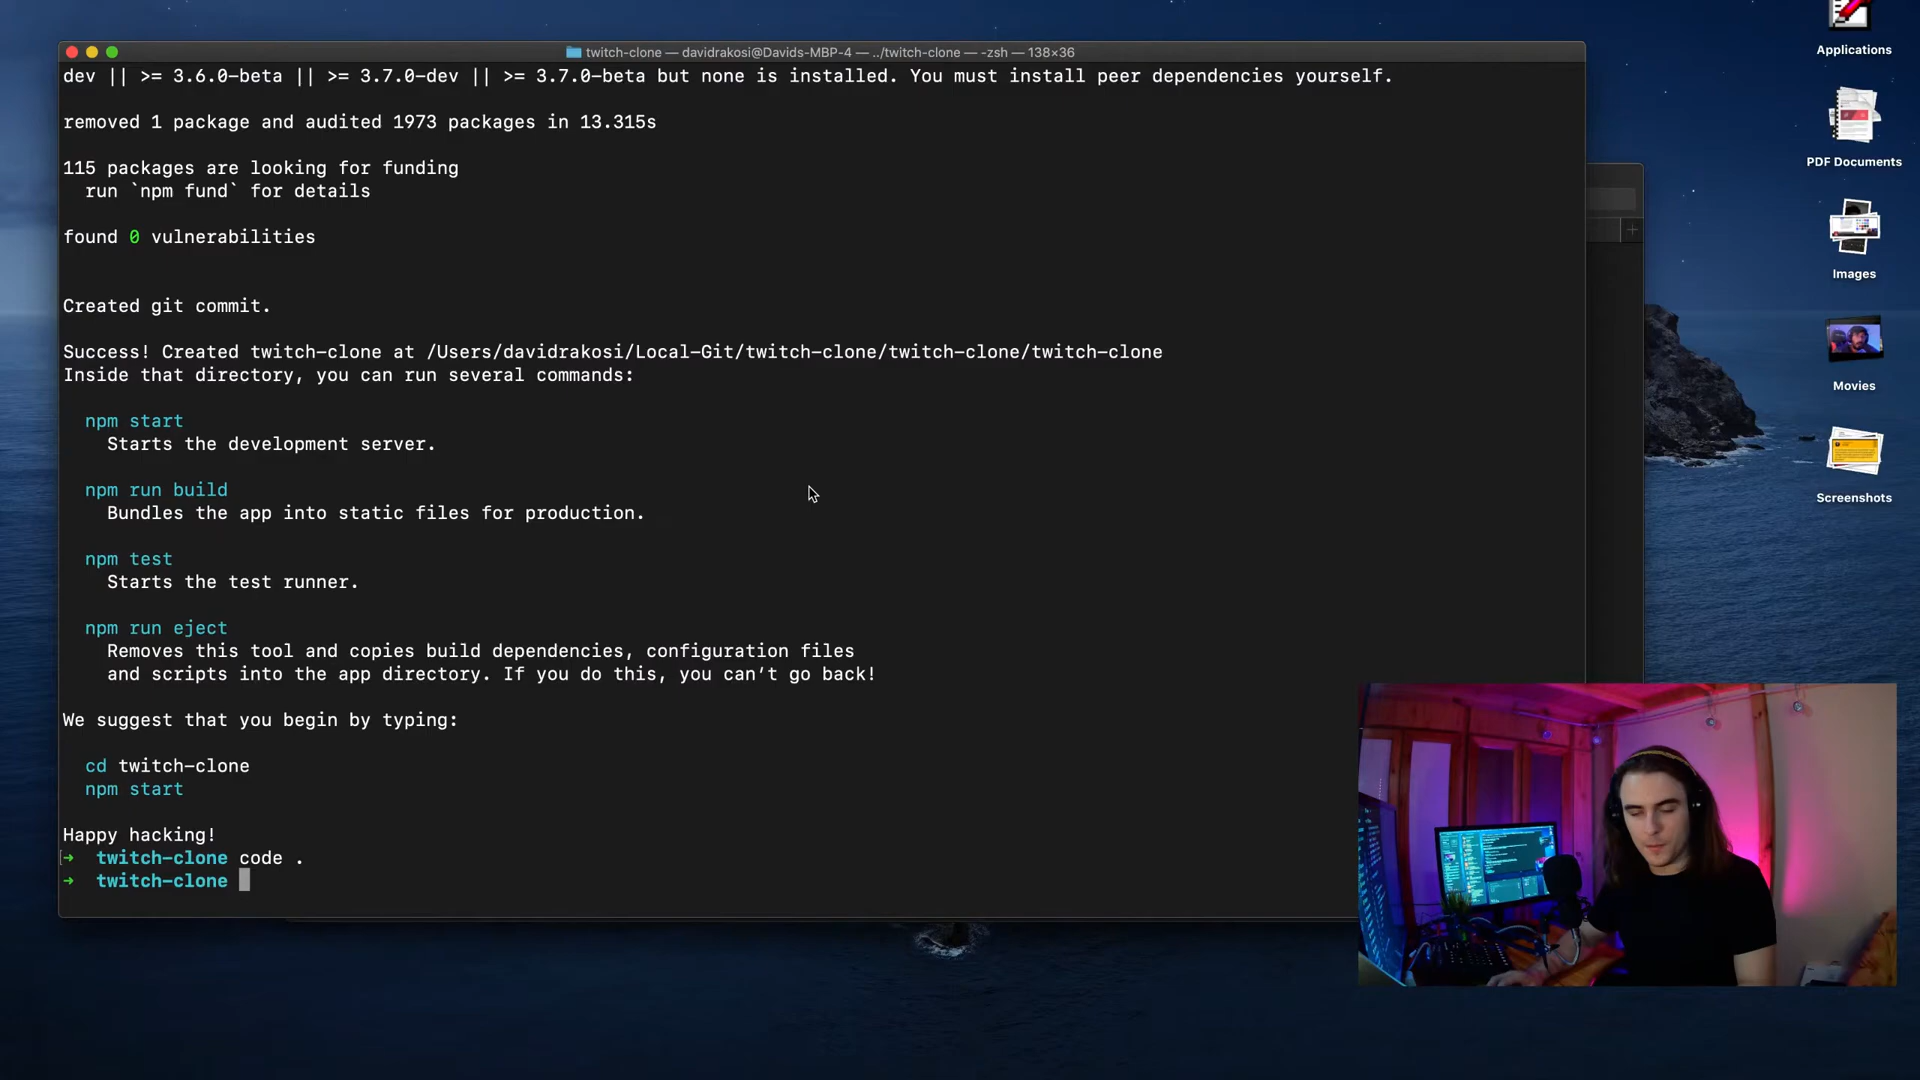 twitch-clone — davidrakosi@Davids-MBP-4 — ../twitch-clone — -zsh — 138×36
dev || >= 3.6.0-beta || >= 3.7.0-dev || >= 3.7.0-beta but none is installed. You must install peer dependencies yourself.
removed 1 package and audited 1973 packages in 13.315s
115 packages are looking for funding
run `npm fund` for details
found 0 vulnerabilities
Created git commit.
Success! Created twitch-clone at /Users/davidrakosi/Local-Git/twitch-clone/twitch-clone/twitch-clone
Inside that directory, you can run several commands:
npm start
Starts the development server.
npm run build
Bundles the app into static files for production.
npm test
Starts the test runner.
npm run eject
Removes this tool and copies build dependencies, configuration files
and scripts into the app directory. If you do this, you can’t go back!
We suggest that you begin by typing:
cd twitch-clone
npm start
Happy hacking!
[➜ twitch-clone code .
➜ twitch-clone
Applications
PDF Documents
Images
Movies
Screenshots